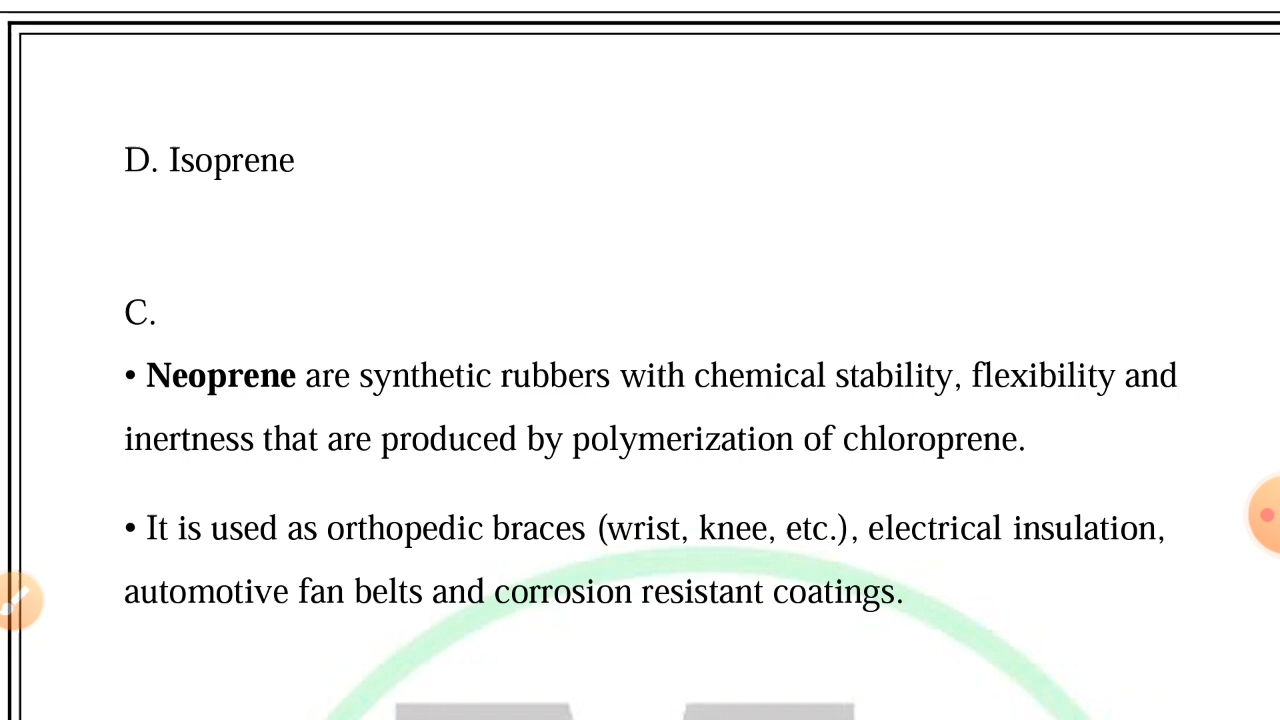 D. Isoprene
C.
• Neoprene are synthetic rubbers with chemical stability, flexibility and
inertness that are produced by polymerization of chloroprene.
• It is used as orthopedic braces (wrist, knee, etc.), electrical insulation,
automotive fan belts and corrosion resistant coatings.